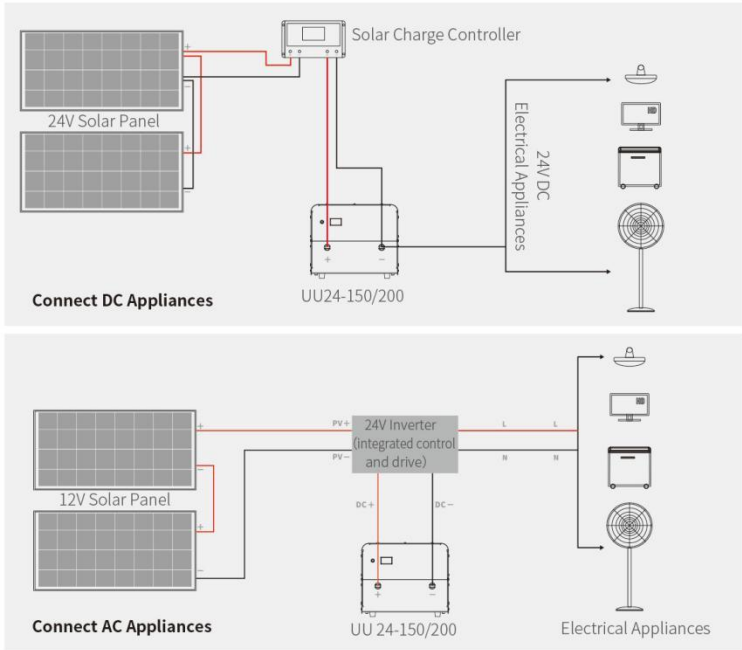 Solar Charge Controller
+
−
24V Solar Panel
+
−
24V DC
Electrical Appliances
+ −
UU24-150/200
Connect DC Appliances
+
−
12V Solar Panel
+
−
PV+
PV−
24V Inverter
(integrated control
and drive)
L L
N N
DC+ DC−
+ −
UU 24-150/200
Electrical Appliances
Connect AC Appliances